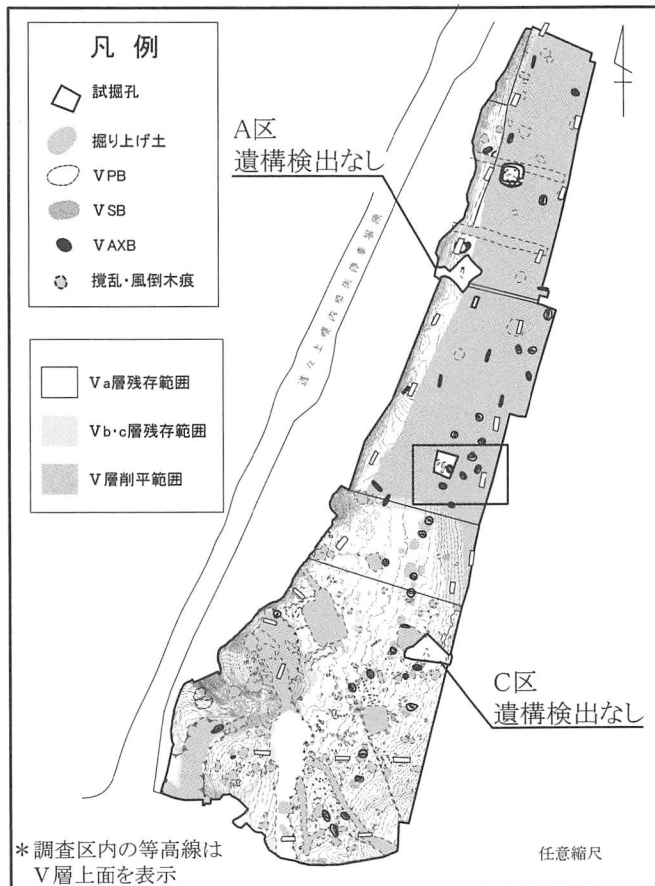 凡例
試掘孔
掘り上げ土
VPB
VSB
VAXB
撹乱・風倒木痕
Va層残存範囲
Vb・c層残存範囲
V層削平範囲
A区
遺構検出なし
C区
遺構検出なし
*調査区内の等高線は
V層上面を表示
任意縮尺